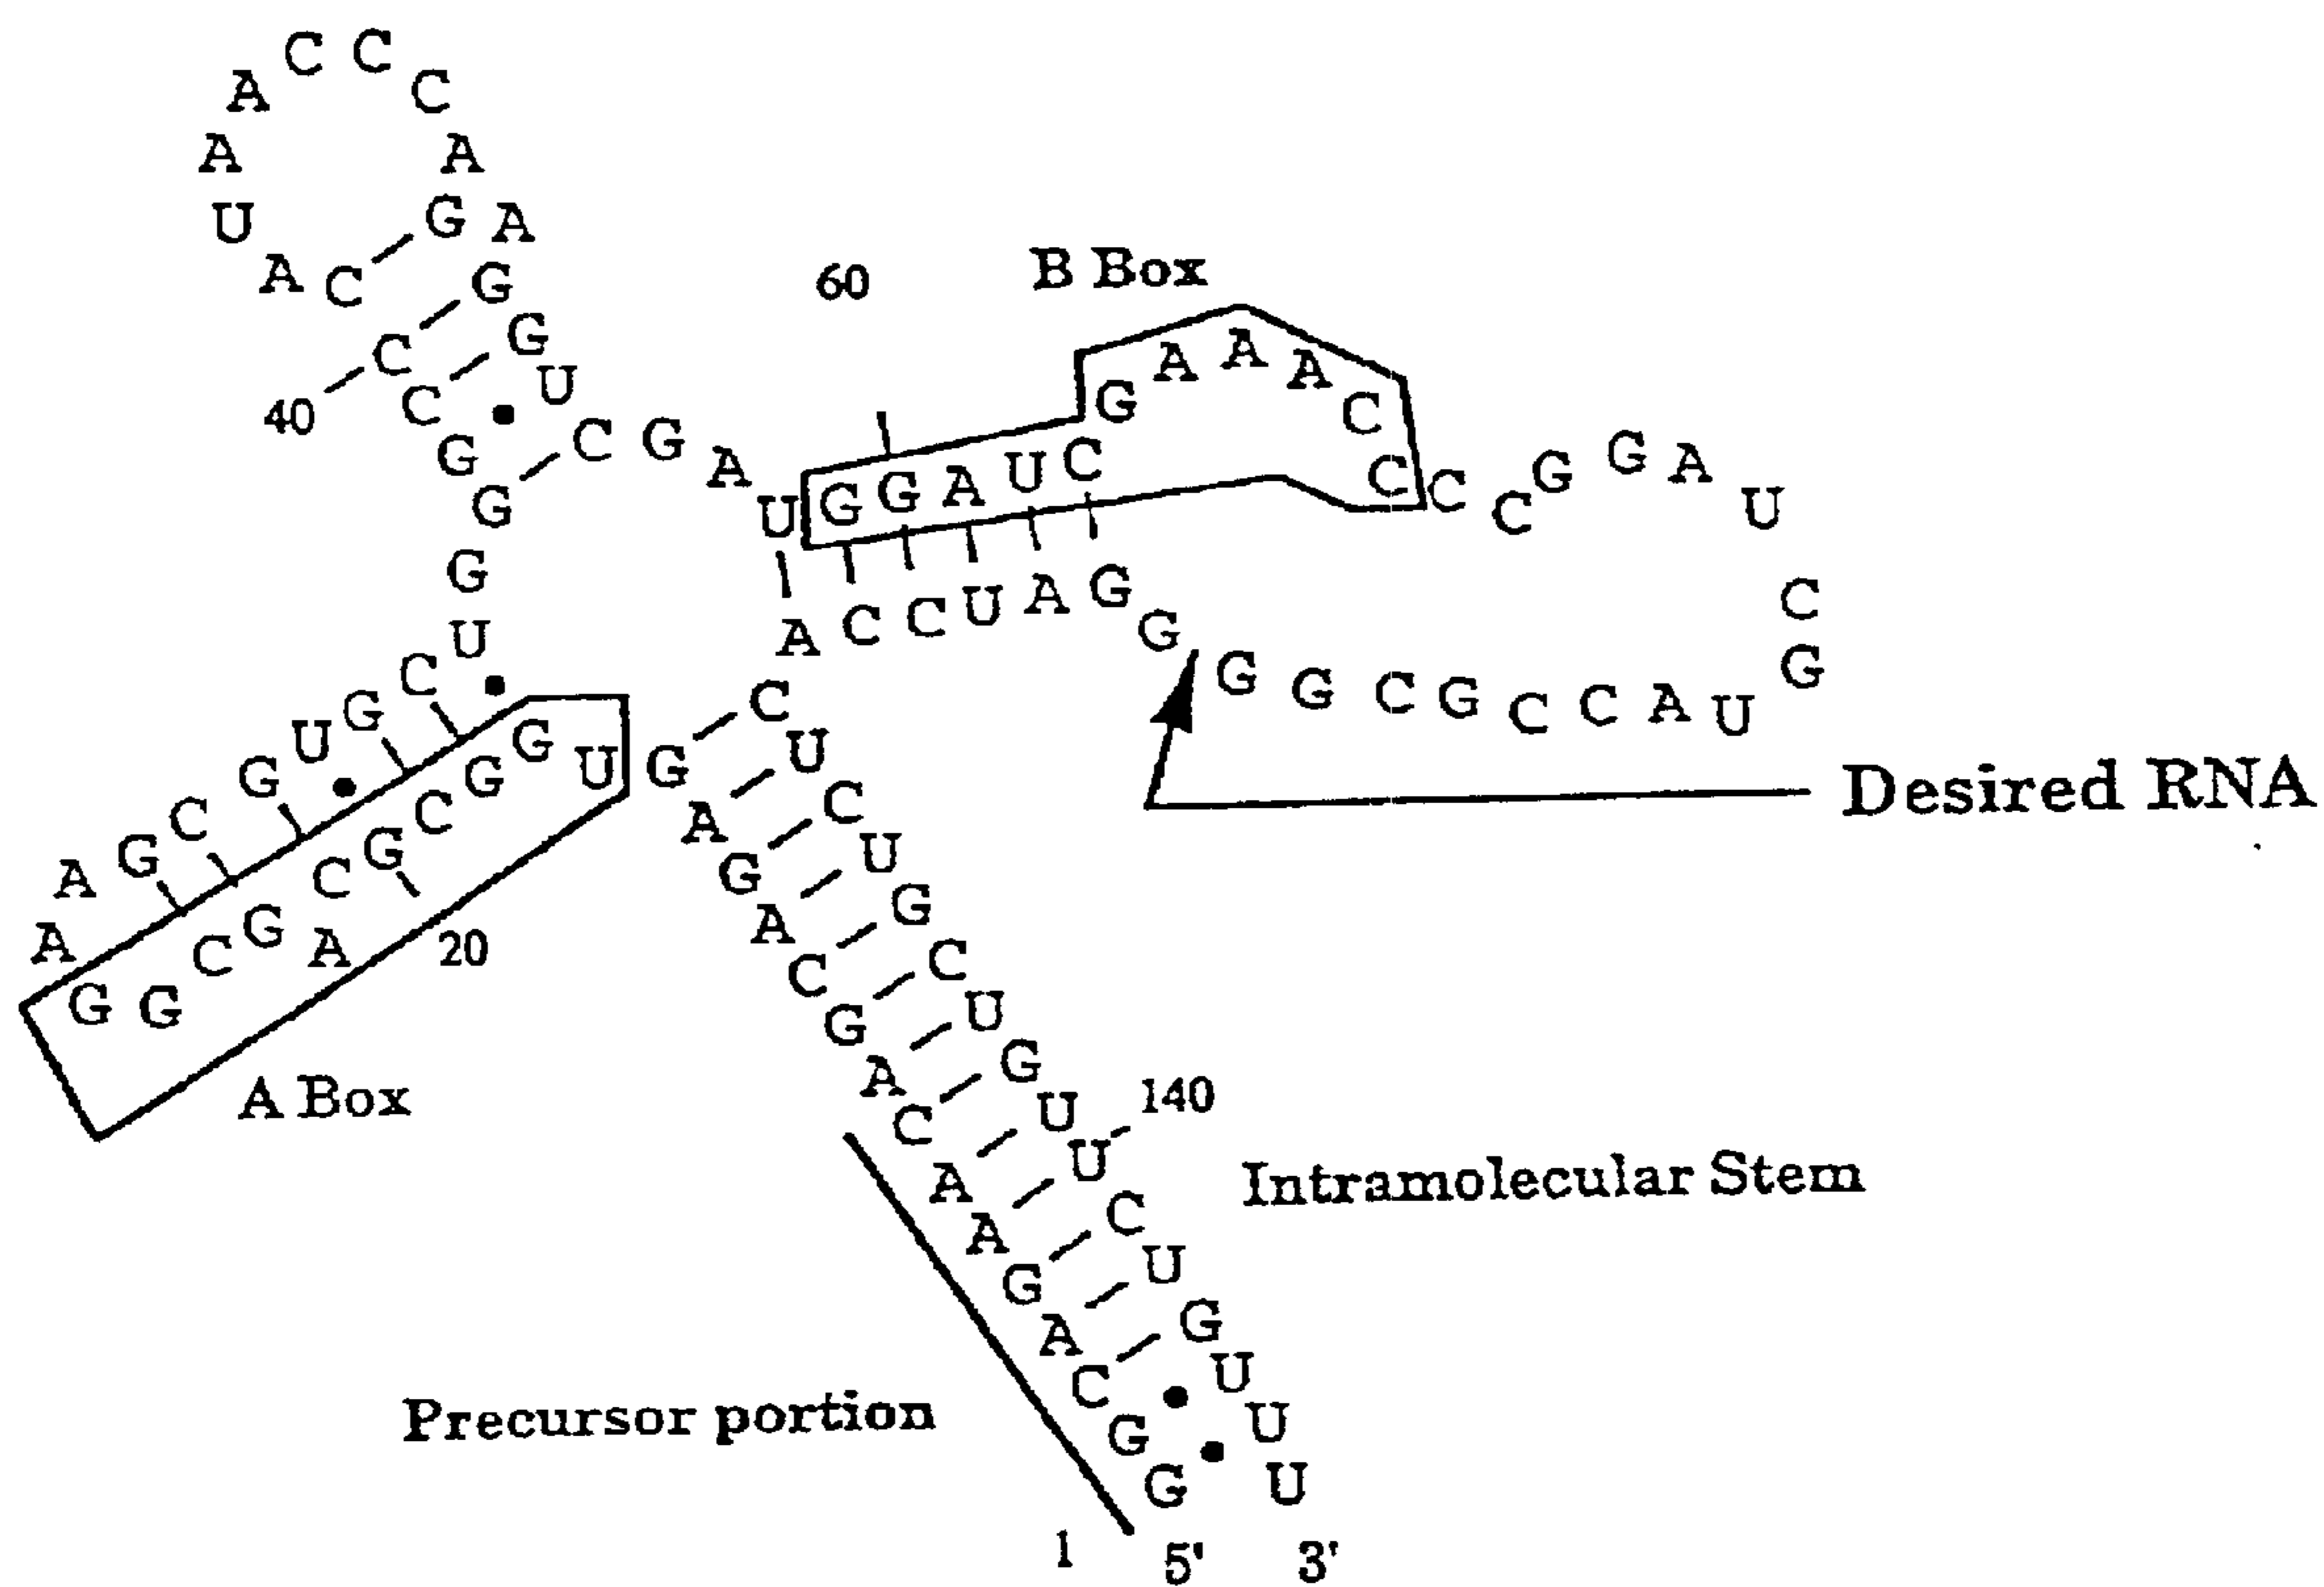 C C
A C
A A
U G A
A C G
C G
40 C U
G C G A U
G
G
U
C
G
U
G
C
G
A
A
60
B Box
G A A A C C
G G A U C
C C G G A U C G
A C C U A G G G G C G C C A U
Desired RNA
G G C G A C G C G G U
20
A Box
G A G A C G A C A A G A C G G
C U C U G C U G U U C U G U U U
140
Intramolecular Stem
Precursor portion
1 5' 3'